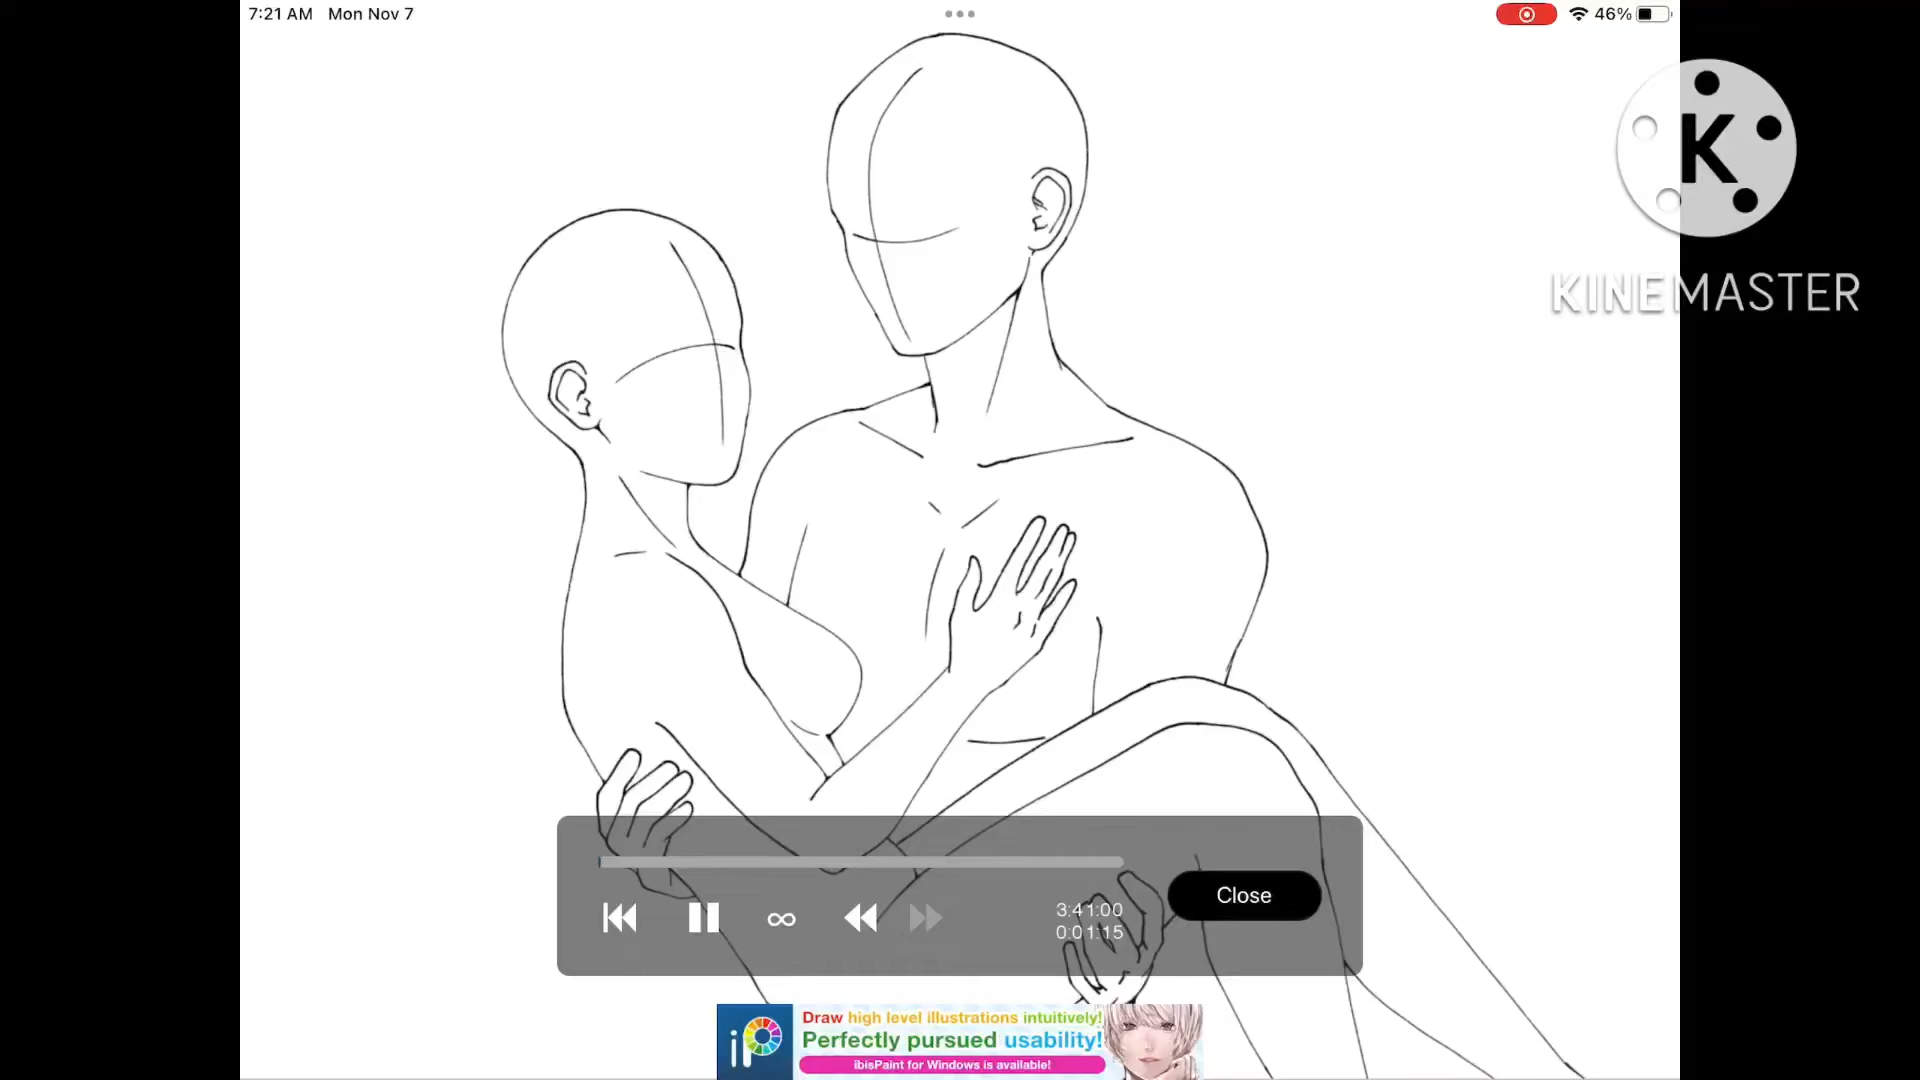 7:21 AM Mon Nov 7
46%
K
KINEMASTER
3:41:00
0:01:15
Close
iP
Draw high level illustrations intuitively!
Perfectly pursued usability!
ibisPaint for Windows is available!